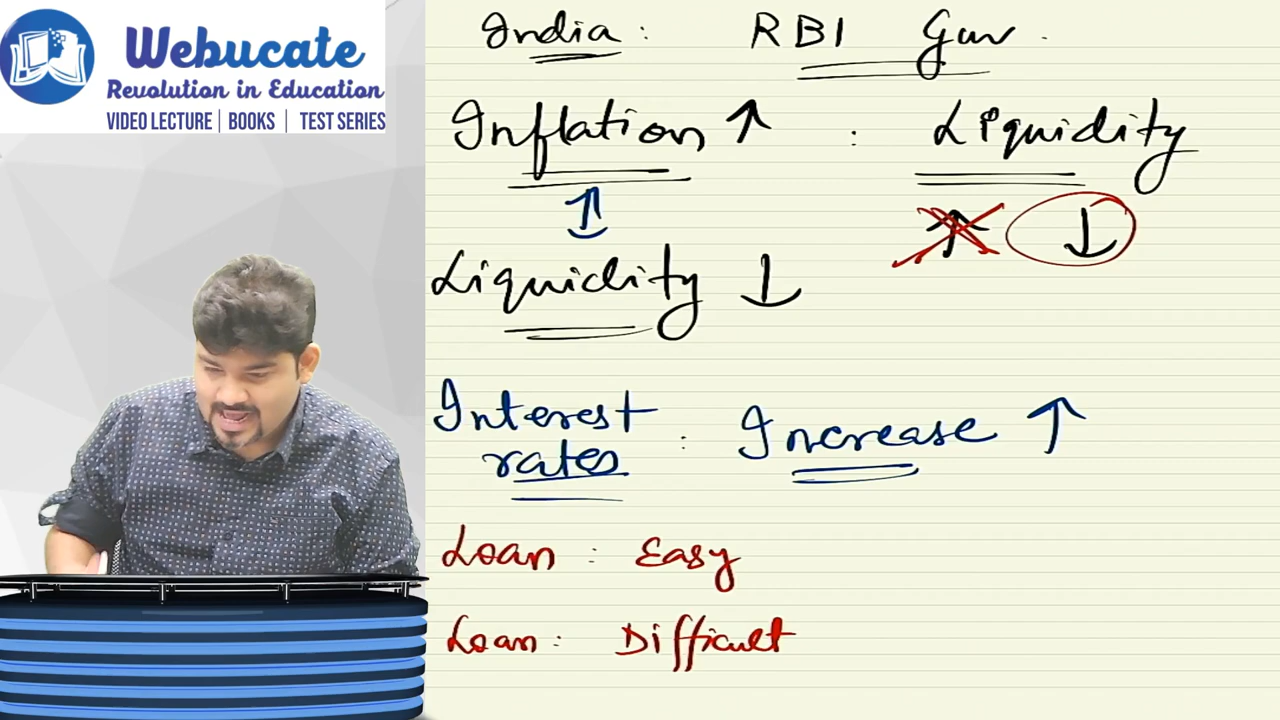 Webucate
Revolution in Education
VIDEO LECTURE | BOOKS | TEST SERIES
India : RBI Guv.
Inflation ↑ : Liquidity
↑ ↑ ↓
Liquidity ↓
Interest rates : Increase ↑
Loan : Easy
Loan : Difficult